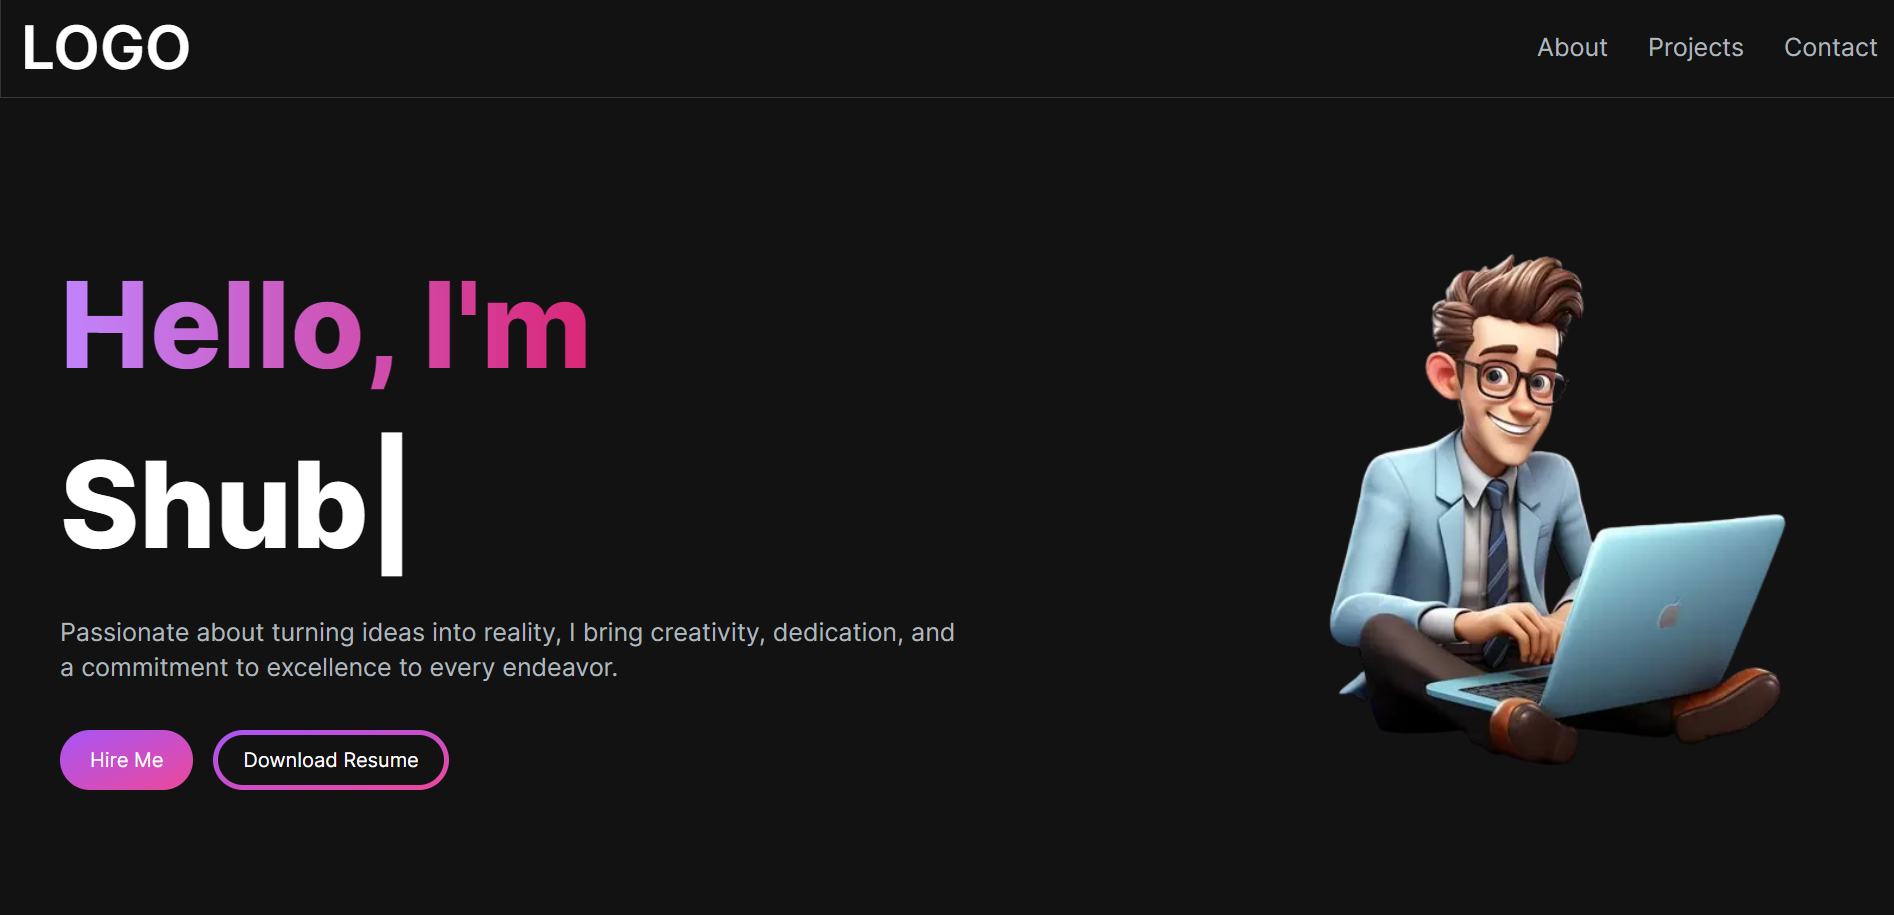 LOGO
About Projects Contact
Hello, I'm
Shub|
Passionate about turning ideas into reality, I bring creativity, dedication, and
a commitment to excellence to every endeavor.
Hire Me Download Resume